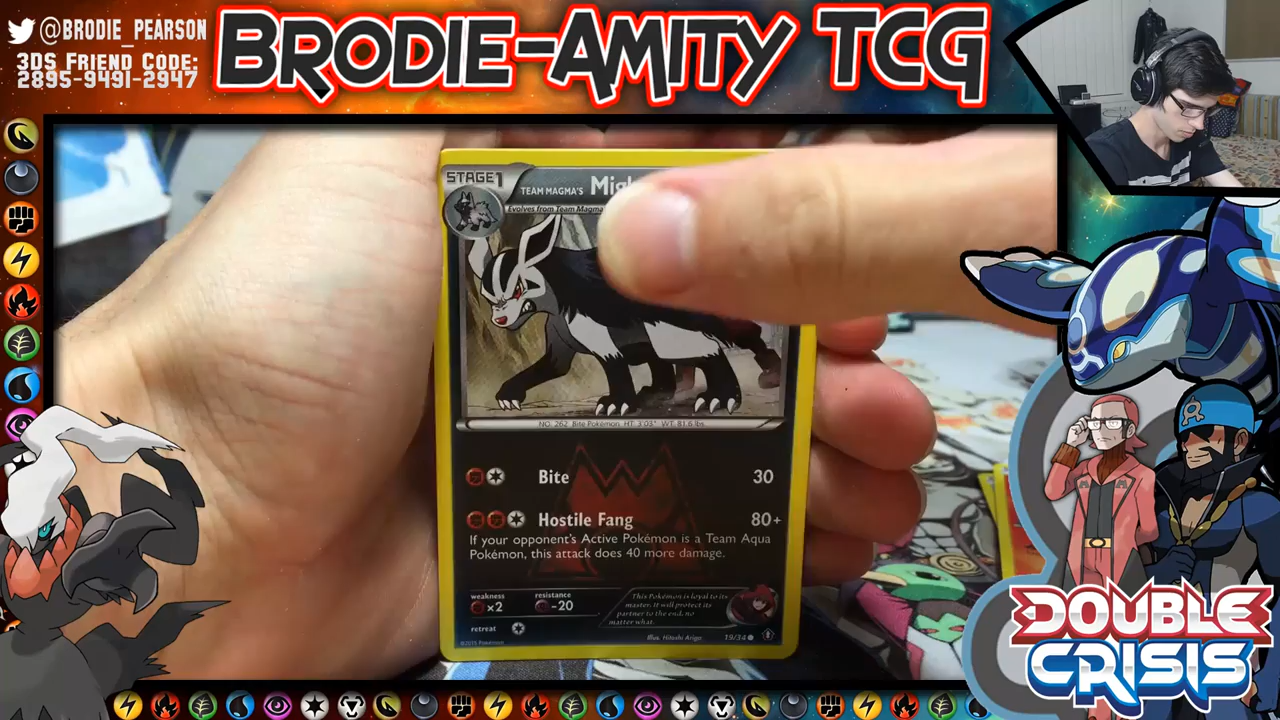 @BRODIE_PEARSON
3DS FRIEND CODE:
2895-9491-2947
BRODIE-AMITY TCG
STAGE 1
TEAM MAGMA'S Mig
Evolves from Team Magma
NO. 262 Bite Pokémon. HT: 3'03" WT: 81.6 lbs.
Bite 30
Hostile Fang 80+
If your opponent's Active Pokémon is a Team Aqua
Pokémon, this attack does 40 more damage.
weakness resistance
×2 -20
retreat
This Pokémon is loyal to its
master. It will protect its
partner to the end, no
matter what.
Illus. Hitoshi Ariga
19/34
©2015 Pokémon
DOUBLE
CRISIS